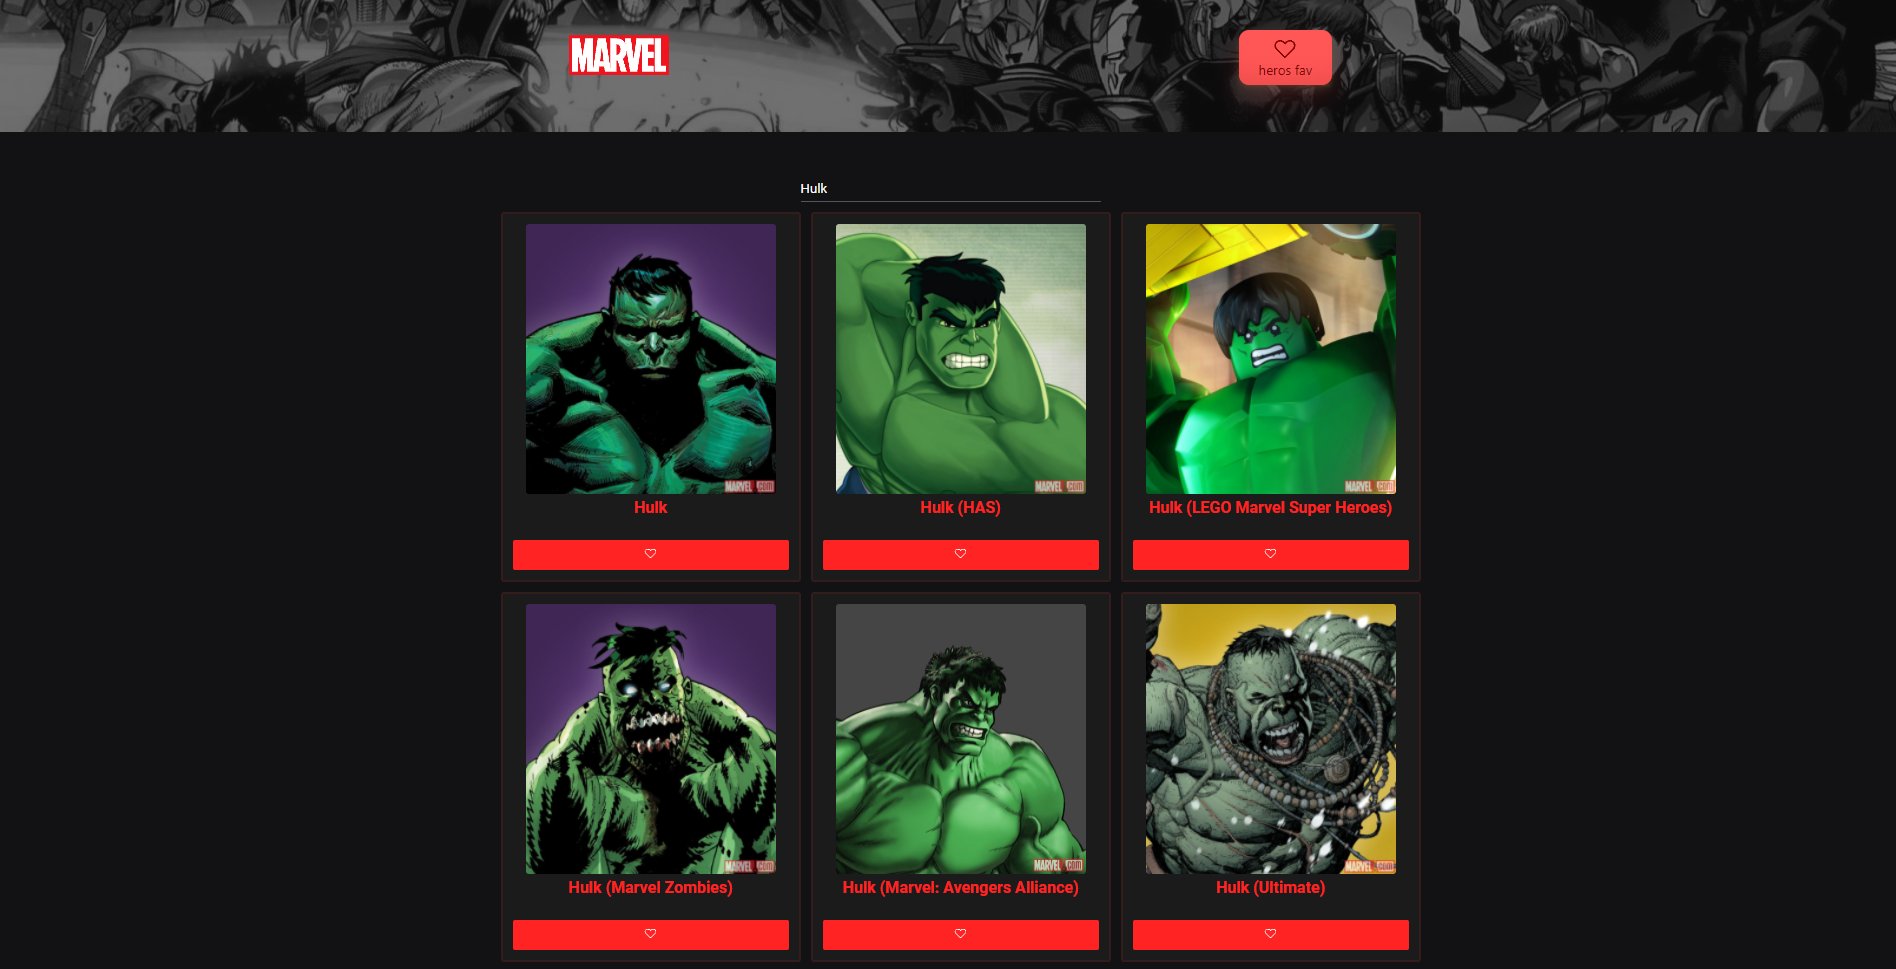 MARVEL
heros fav
Hulk
MARVEL.com
MARVEL.com
MARVEL.com
Hulk
Hulk (HAS)
Hulk (LEGO Marvel Super Heroes)
MARVEL.com
MARVEL.com
MARVEL.com
Hulk (Marvel Zombies)
Hulk (Marvel: Avengers Alliance)
Hulk (Ultimate)